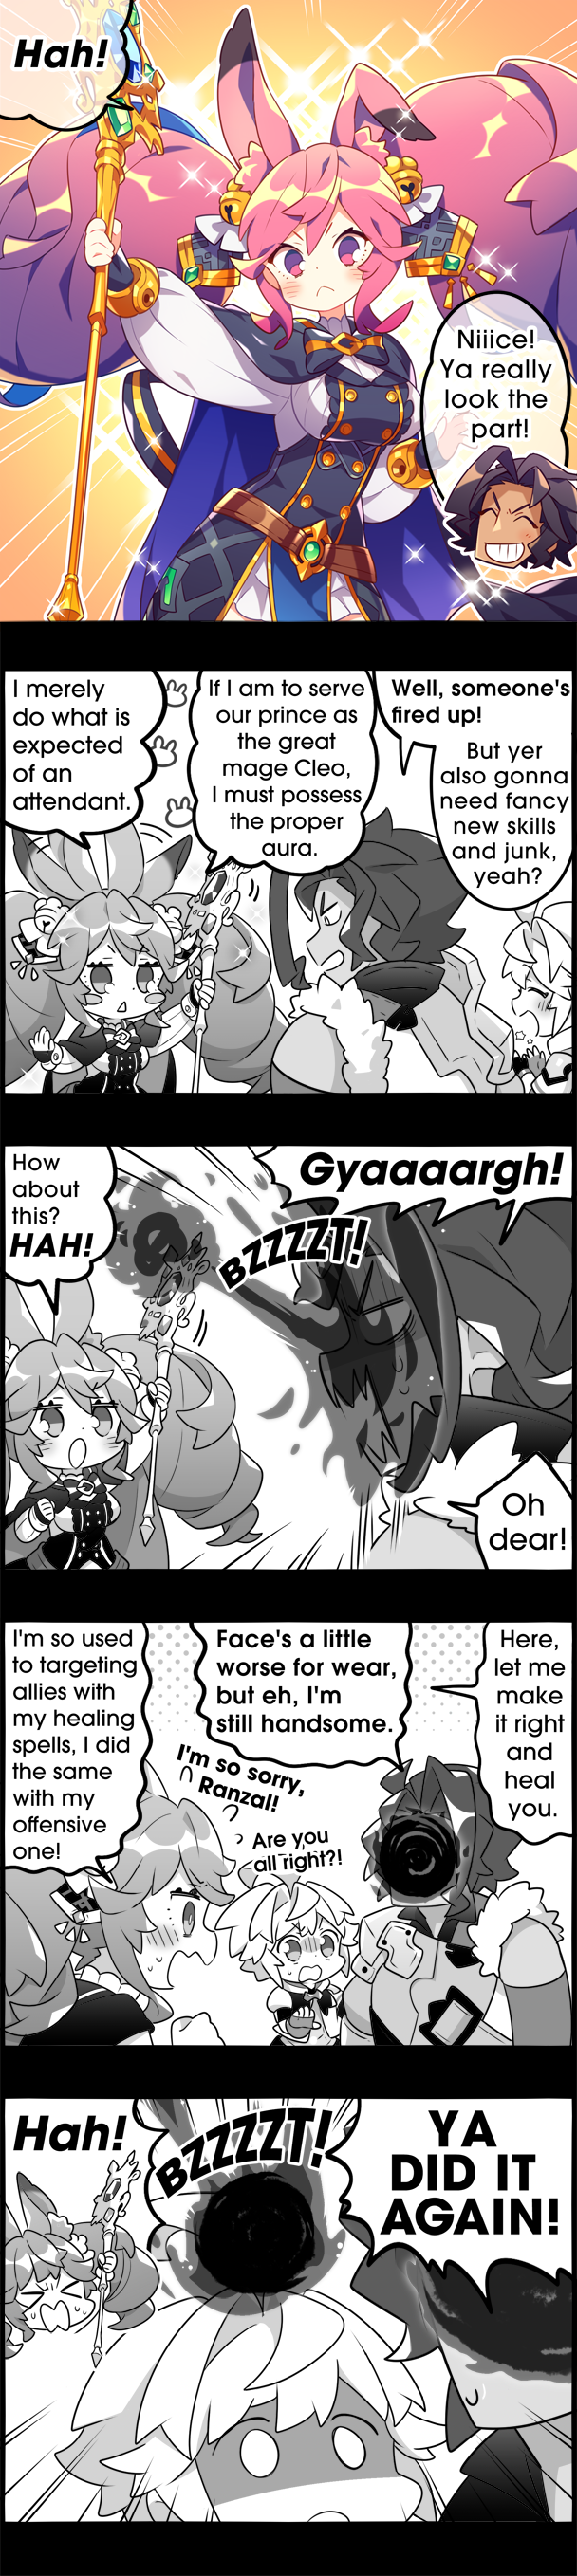 Hah!
Niiice!
Ya really
look the
part!
I merely
do what is
expected
of an
attendant.
If I am to serve
our prince as
the great
mage Cleo,
I must possess
the proper
aura.
Well, someone's
fired up!
But yer
also gonna
need fancy
new skills
and junk,
yeah?
How
about
this?
HAH!
BZZZZT!
Gyaaaargh!
Oh
dear!
I'm so used
to targeting
allies with
my healing
spells, I did
the same
with my
offensive
one!
Face's a little
worse for wear,
but eh, I'm
still handsome.
Here,
let me
make
it right
and
heal
you.
I'm so sorry,
Ranzal!
Are you
all right?!
Hah!
BZZZZT!
YA
DID IT
AGAIN!